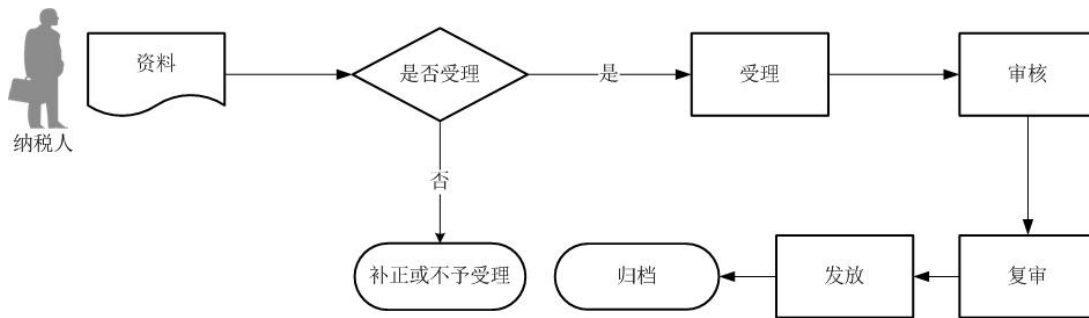 资料
是否受理
是
受理
审核
纳税人
否
补正或不予受理
归档
发放
复审